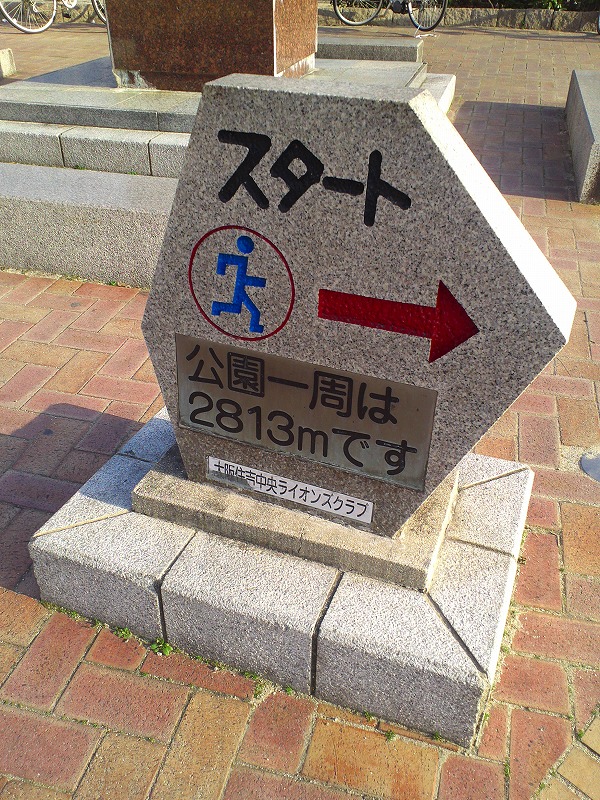 スタート
公園一周は
2813mです
大阪住吉中央ライオンズクラブ